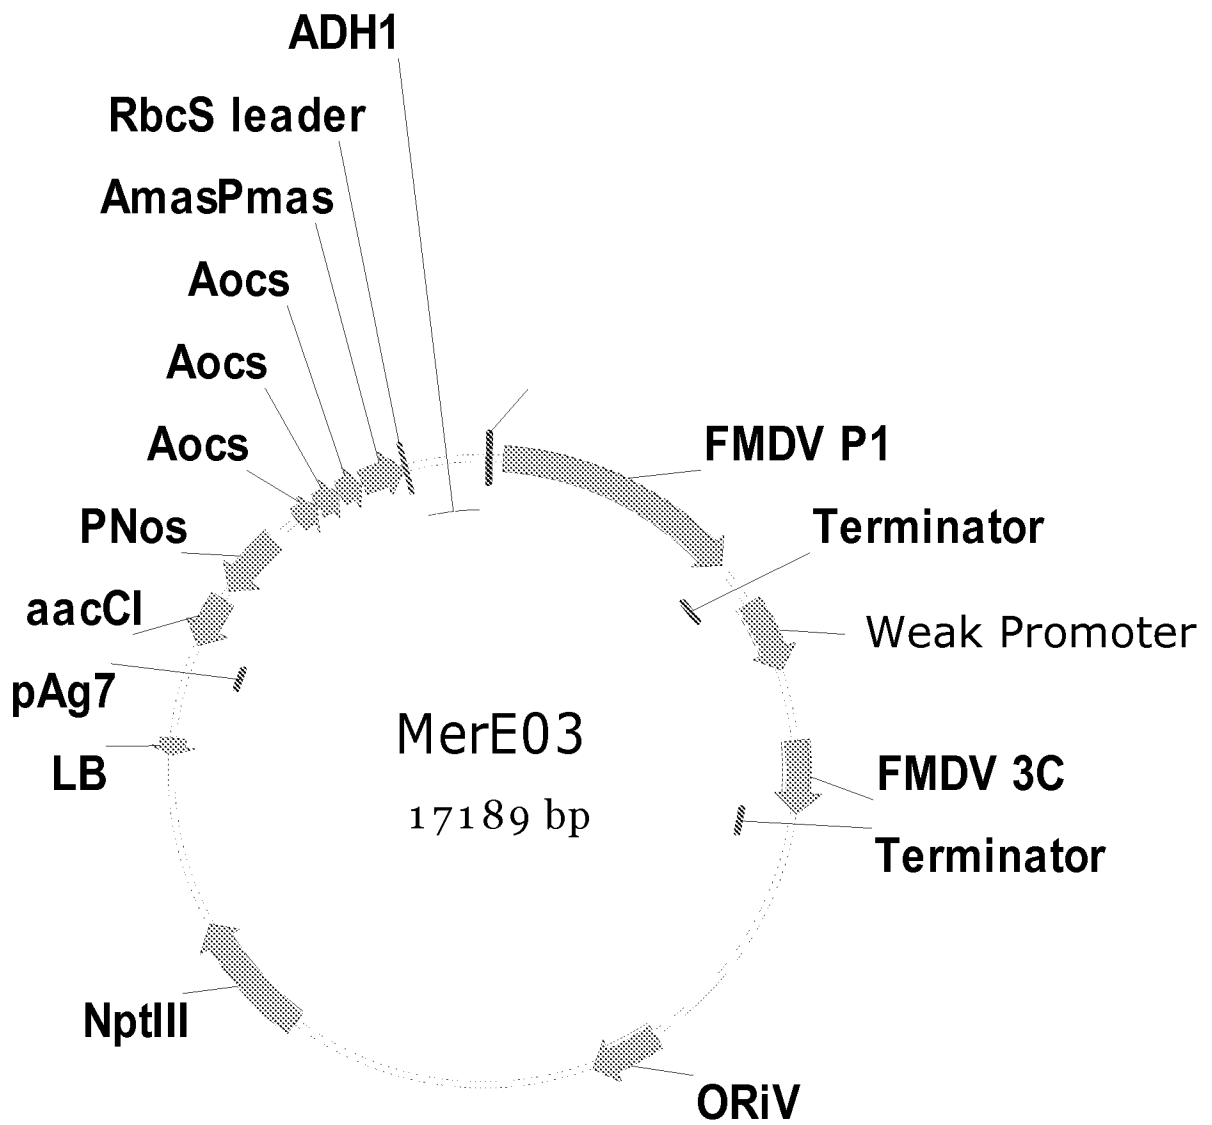 ADH1
RbcS leader
AmasPmas
Aocs
Aocs
Aocs
PNos
aacCI
pAg7
LB
NptIII
FMDV P1
Terminator
Weak Promoter
FMDV 3C
Terminator
ORiV
MerE03
17189 bp